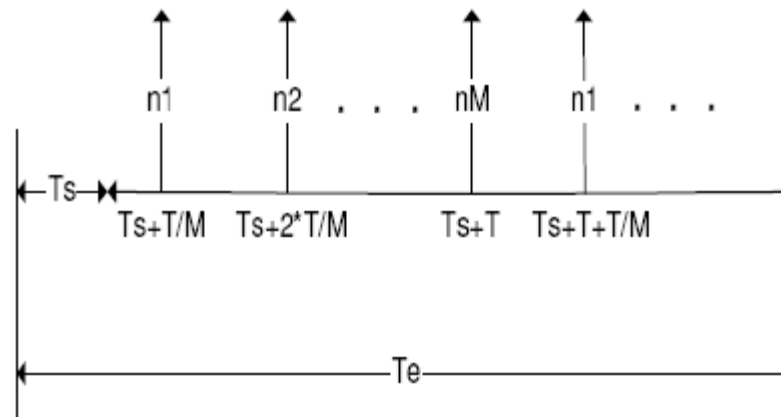 n1 n2 . . . nM n1 . . .
Ts
Ts+T/M Ts+2*T/M Ts+T Ts+T+T/M
Te